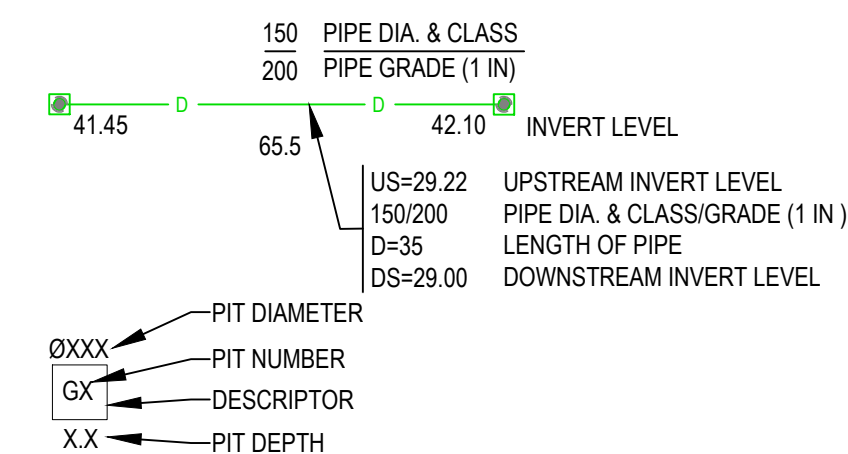 150 PIPE DIA. & CLASS
200 PIPE GRADE (1 IN)
D D
41.45 42.10 INVERT LEVEL
65.5
US=29.22 UPSTREAM INVERT LEVEL
150/200 PIPE DIA. & CLASS/GRADE (1 IN )
D=35 LENGTH OF PIPE
DS=29.00 DOWNSTREAM INVERT LEVEL
PIT DIAMETER
ØXXX
PIT NUMBER
GX
DESCRIPTOR
X.X PIT DEPTH